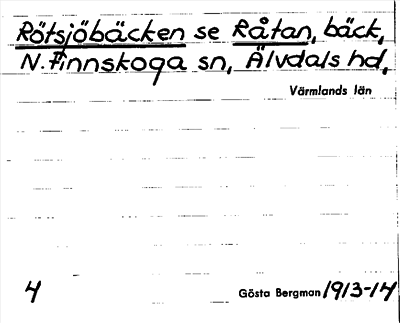 Rötsjöbäcken se Råtan, bäck,
N. Finnskoga sn, Älvdals hd,
Värmlands län
4 Gösta Bergman 1913-14